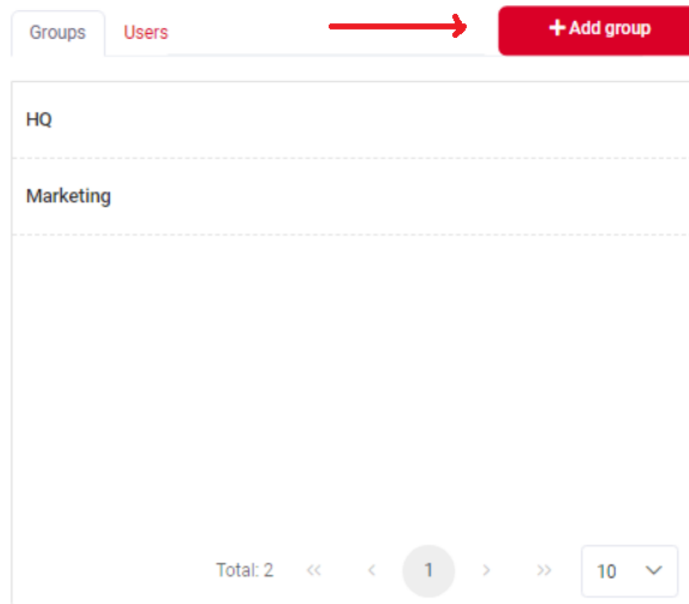 Groups Users + Add group
HQ
Marketing
Total: 2 << < 1 > >> 10